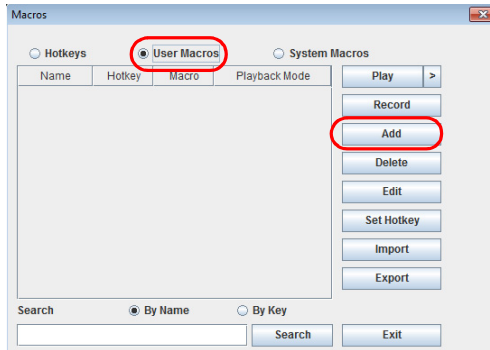 Macros
Hotkeys User Macros System Macros
Name Hotkey Macro Playback Mode Play >
Record
Add
Delete
Edit
Set Hotkey
Import
Export
Search By Name By Key
Search Exit